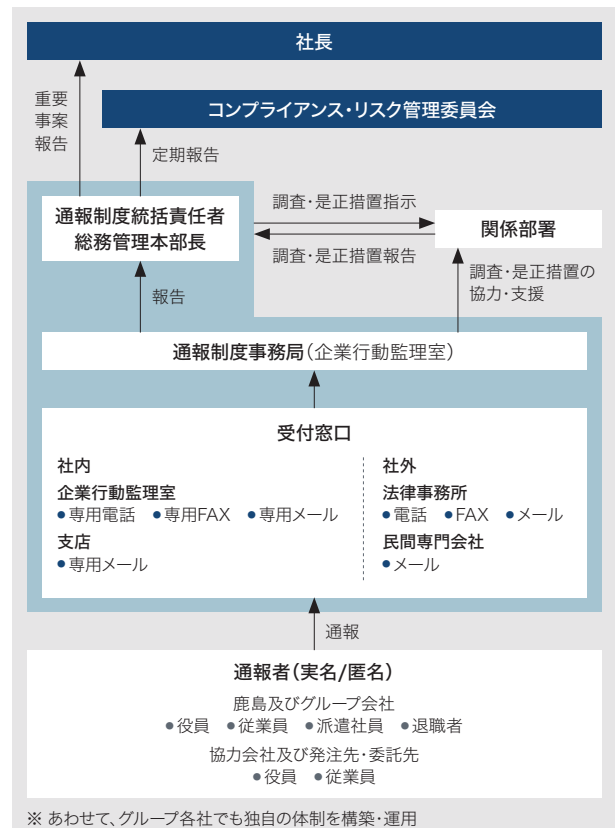 社長
重要
事案
報告
コンプライアンス・リスク管理委員会
定期報告
通報制度統括責任者
総務管理本部長
調査・是正措置指示
調査・是正措置報告
関係部署
報告
調査・是正措置の
協力・支援
通報制度事務局(企業行動監理室)
受付窓口
社内
企業行動監理室
●専用電話 ●専用FAX ●専用メール
支店
●専用メール
社外
法律事務所
●電話 ●FAX ●メール
民間専門会社
●メール
通報
通報者(実名/匿名)
鹿島及びグループ会社
●役員 ●従業員 ●派遣社員 ●退職者
協力会社及び発注先・委託先
●役員 ●従業員
※ あわせて、グループ各社でも独自の体制を構築・運用